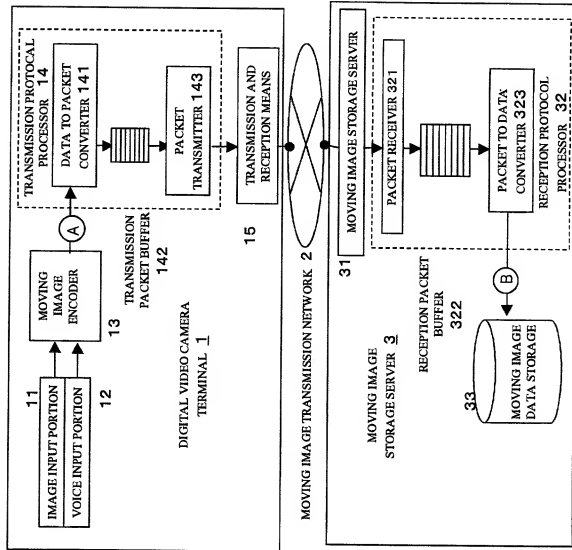 11
IMAGE INPUT PORTION
VOICE INPUT PORTION
12
MOVING
IMAGE
ENCODER
13
A
TRANSMISSION PROTOCAL
PROCESSOR 14
DATA TO PACKET
CONVERTER 141
PACKET
TRANSMITTER 143
TRANSMISSION
PACKET BUFFER
142
15
TRANSMISSION AND
RECEPTION MEANS
DIGITAL VIDEO CAMERA
TERMINAL 1
MOVING IMAGE TRANSMISSION NETWORK 2
31
MOVING IMAGE STORAGE SERVER
PACKET RECEIVER 321
PACKET TO DATA
CONVERTER 323
RECEPTION PROTOCOL
PROCESSOR 32
RECEPTION PACKET
BUFFER
322
MOVING IMAGE
STORAGE SERVER 3
B
33
MOVING IMAGE
DATA STORAGE